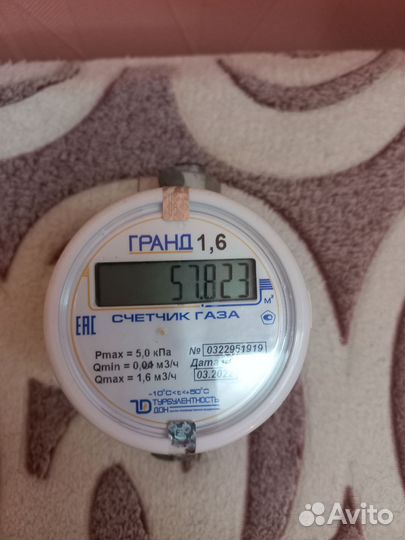 ГРАНД 1,6
57.823
м³
ЕАС СЧЕТЧИК ГАЗА
Pmax = 5,0 кПа
Qmin = 0,04 м3/ч
Qmax = 1,6 м3/ч
№ 0322951919
Дата
03.202
-10°C<t<+50°C
ТУРБУЛЕНТНОСТЬ
ДОН
Avito